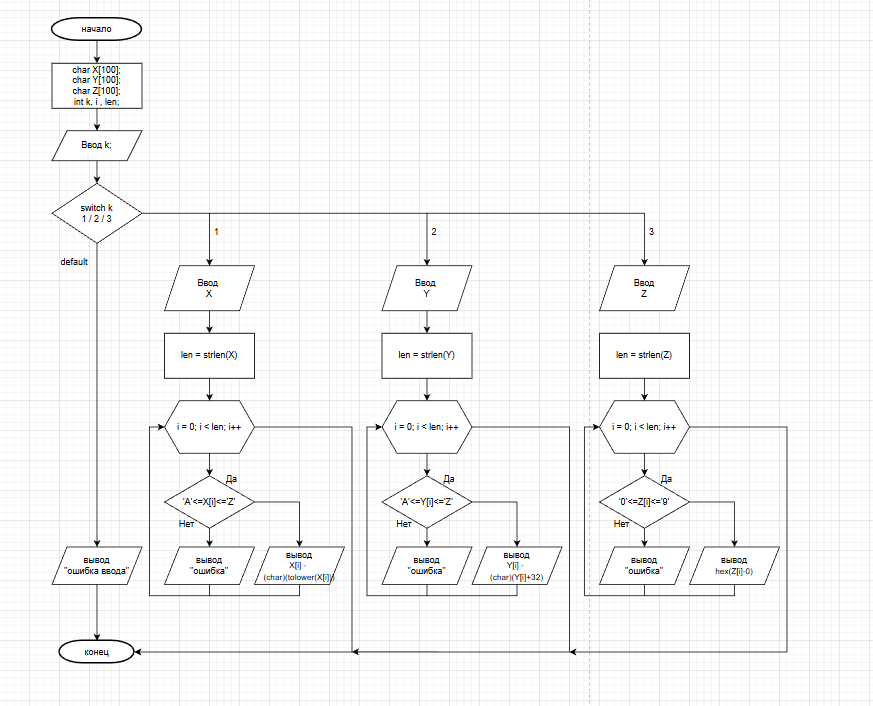 начало
char X[100];
char Y[100];
char Z[100];
int k, i , len;
Ввод k;
switch k
1 / 2 / 3
1
2
3
default
Ввод
X
Ввод
Y
Ввод
Z
len = strlen(X)
len = strlen(Y)
len = strlen(Z)
i = 0; i < len; i++
i = 0; i < len; i++
i = 0; i < len; i++
Да
Да
Да
'A'<=X[i]<='Z'
'A'<=Y[i]<='Z'
'0'<=Z[i]<='9'
Нет
Нет
Нет
вывод
"ошибка ввода"
вывод
"ошибка"
вывод
X[i] -
(char)(tolower(X[i]))
вывод
"ошибка"
вывод
Y[i] -
(char)(Y[i]+32)
вывод
"ошибка"
вывод
hex(Z[i]-0)
конец